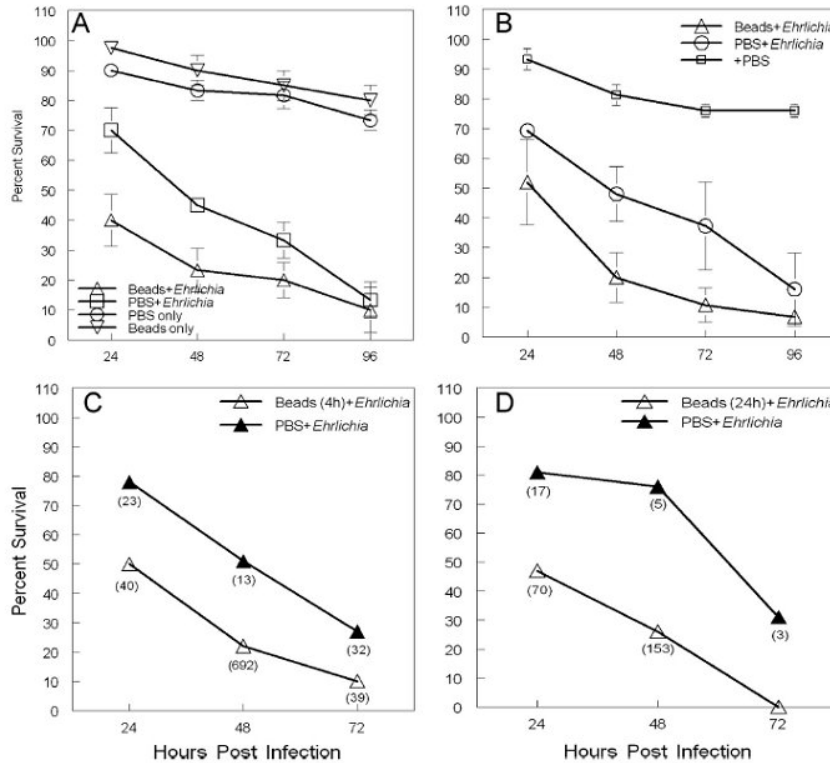 A
110
100
90
80
70
60
50
40
30
20
10
0
Percent Survival
Beads+Ehrlichia
PBS+Ehrlichia
PBS only
Beads only
24 48 72 96
B
110
100
90
80
70
60
50
40
30
20
10
0
Beads+Ehrlichia
PBS+Ehrlichia
+PBS
24 48 72 96
C
110
100
90
80
70
60
50
40
30
20
10
0
Percent Survival
Beads (4h)+Ehrlichia
PBS+Ehrlichia
(23)
(40)
(13)
(692)
(32)
(39)
24 48 72
Hours Post Infection
D
110
100
90
80
70
60
50
40
30
20
10
0
Beads (24h)+Ehrlichia
PBS+Ehrlichia
(17)
(5)
(70)
(153)
(3)
24 48 72
Hours Post Infection